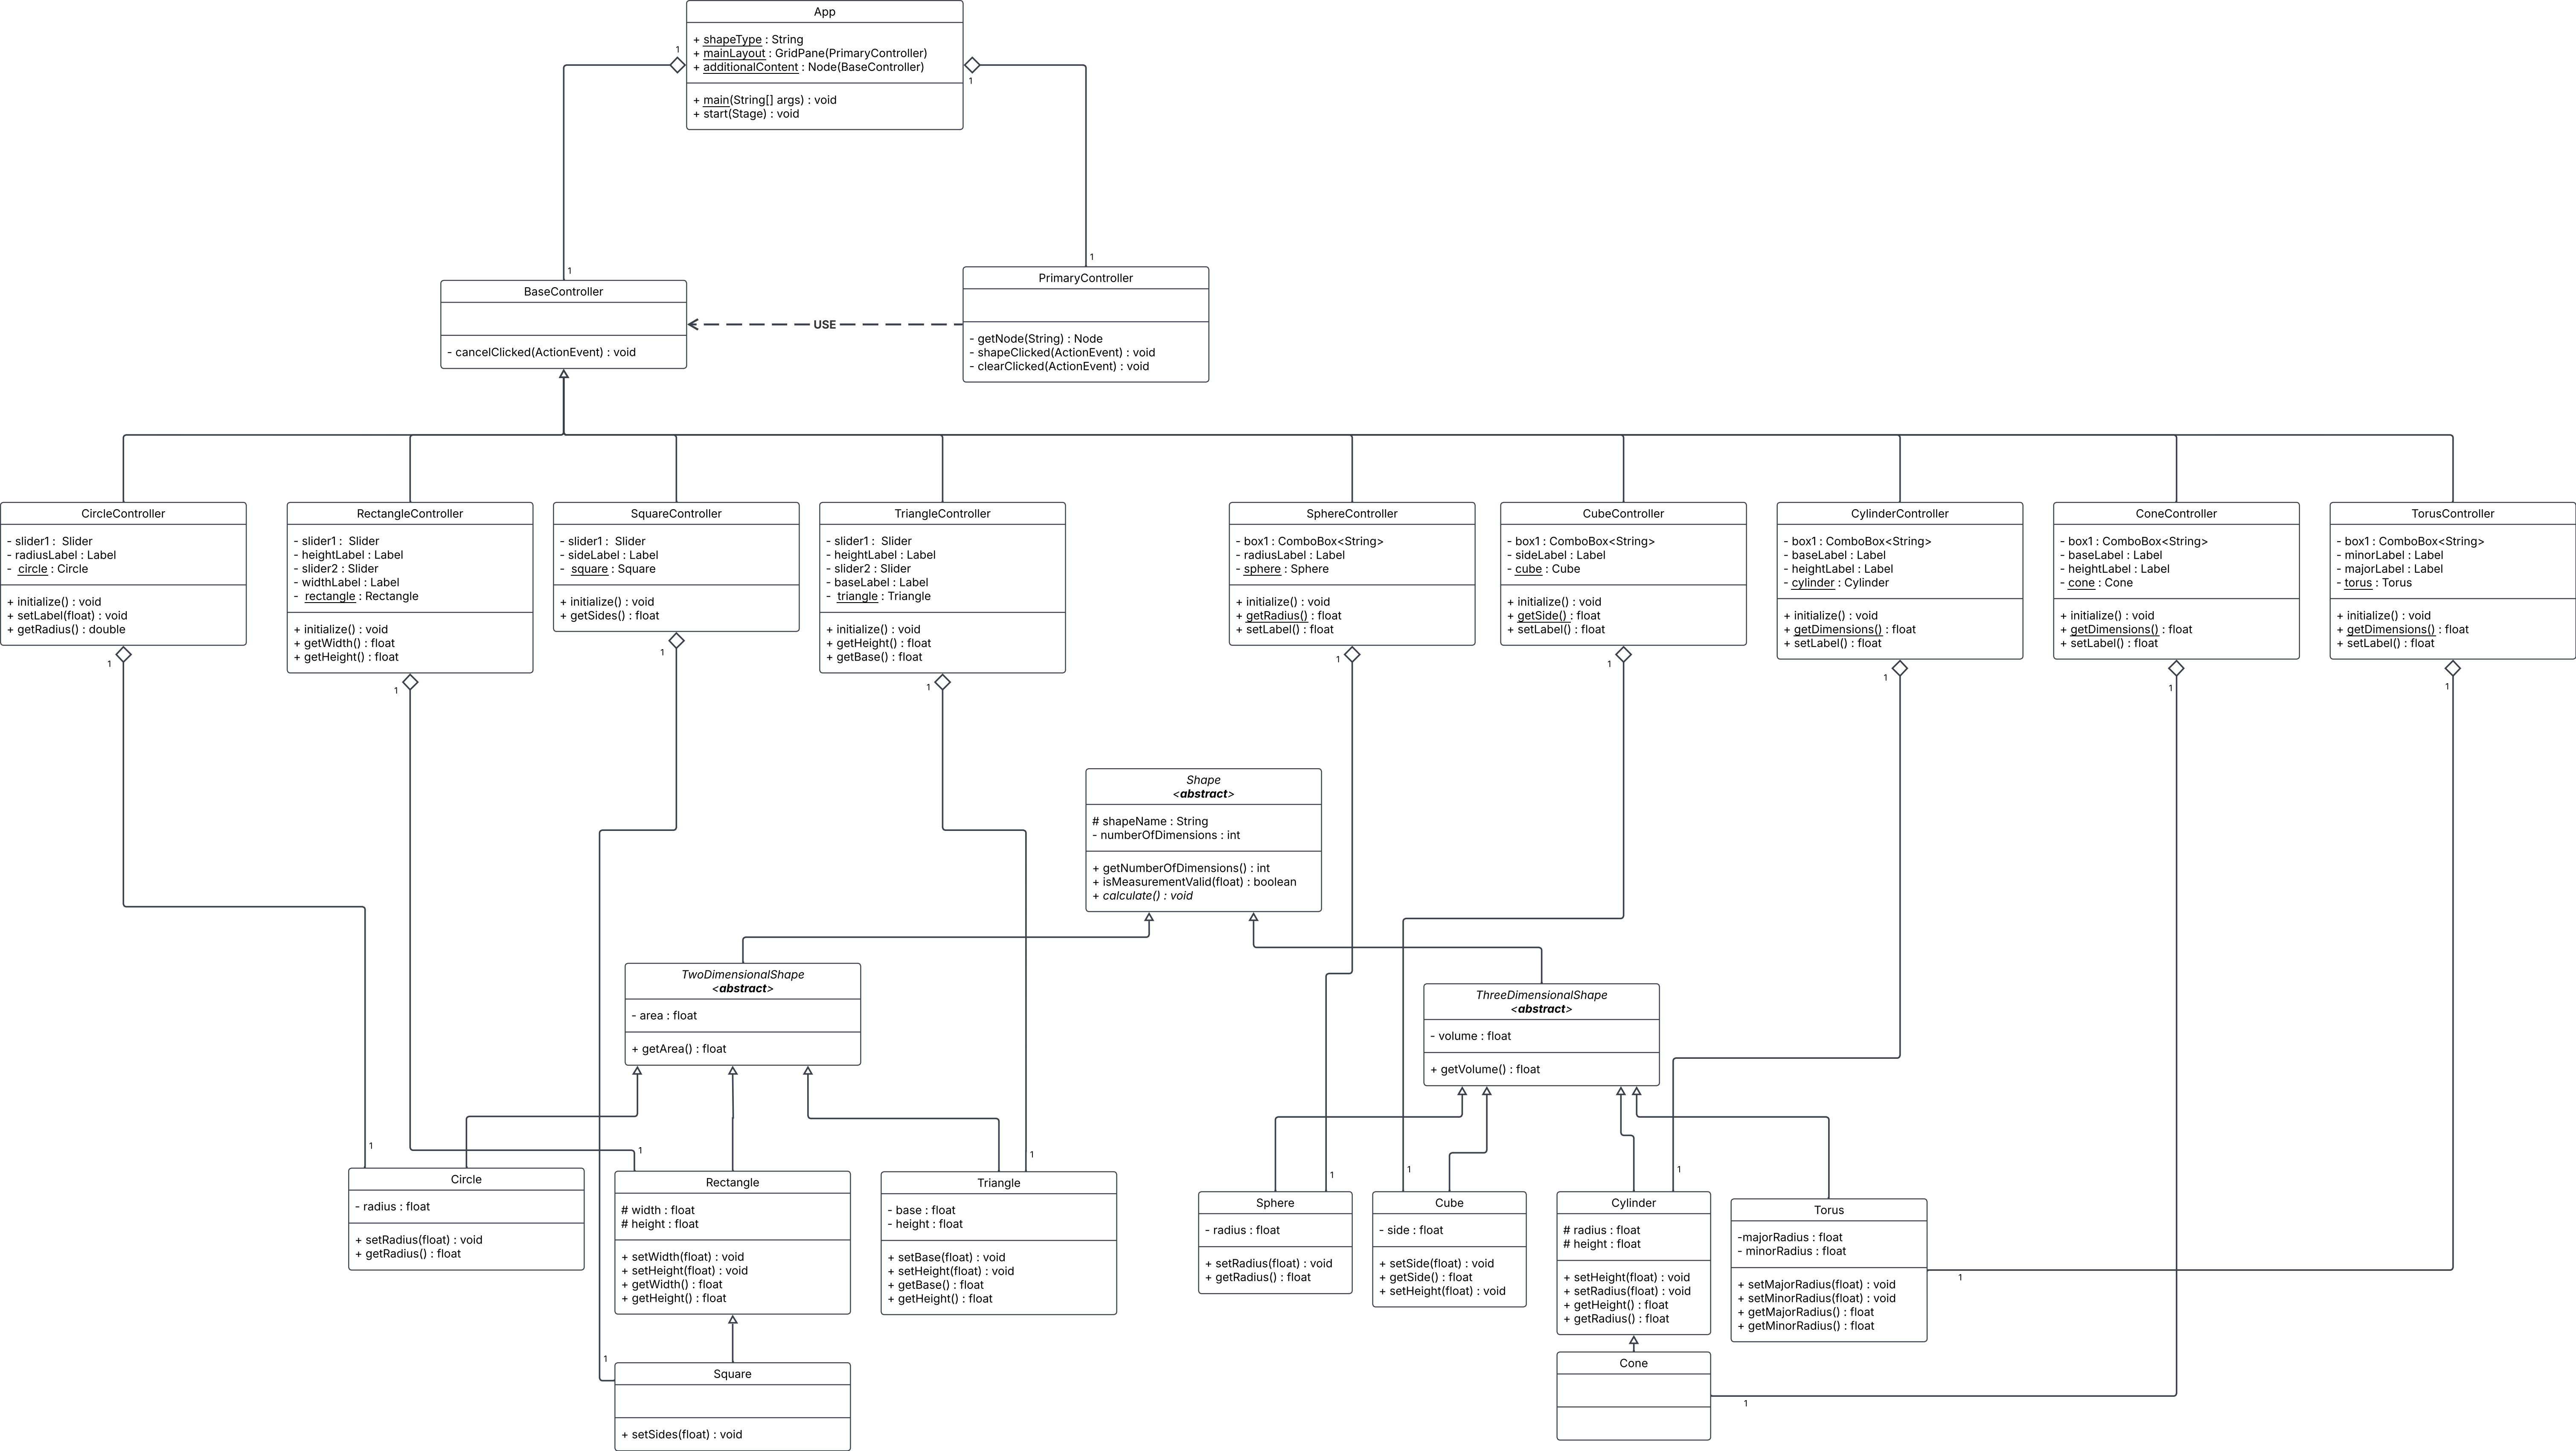 App
+ shapeType : String
+ mainLayout : GridPane(PrimaryController)
+ additionalContent : Node(BaseController)
+ main(String[] args) : void
+ start(Stage) : void
1
1
1
1
BaseController
- cancelClicked(ActionEvent) : void
USE
PrimaryController
- getNode(String) : Node
- shapeClicked(ActionEvent) : void
- clearClicked(ActionEvent) : void
CircleController
- slider1 : Slider
- radiusLabel : Label
- circle : Circle
+ initialize() : void
+ setLabel(float) : void
+ getRadius() : double
1
RectangleController
- slider1 : Slider
- heightLabel : Label
- slider2 : Slider
- widthLabel : Label
- rectangle : Rectangle
+ initialize() : void
+ getWidth() : float
+ getHeight() : float
1
SquareController
- slider1 : Slider
- sideLabel : Label
- square : Square
+ initialize() : void
+ getSides() : float
1
TriangleController
- slider1 : Slider
- heightLabel : Label
- slider2 : Slider
- baseLabel : Label
- triangle : Triangle
+ initialize() : void
+ getHeight() : float
+ getBase() : float
1
SphereController
- box1 : ComboBox<String>
- radiusLabel : Label
- sphere : Sphere
+ initialize() : void
+ getRadius() : float
+ setLabel() : float
1
CubeController
- box1 : ComboBox<String>
- sideLabel : Label
- cube : Cube
+ initialize() : void
+ getSide() : float
+ setLabel() : float
1
CylinderController
- box1 : ComboBox<String>
- baseLabel : Label
- heightLabel : Label
- cylinder : Cylinder
+ initialize() : void
+ getDimensions() : float
+ setLabel() : float
1
ConeController
- box1 : ComboBox<String>
- baseLabel : Label
- heightLabel : Label
- cone : Cone
+ initialize() : void
+ getDimensions() : float
+ setLabel() : float
1
TorusController
- box1 : ComboBox<String>
- minorLabel : Label
- majorLabel : Label
- torus : Torus
+ initialize() : void
+ getDimensions() : float
+ setLabel() : float
1
Shape
<abstract>
# shapeName : String
- numberOfDimensions : int
+ getNumberOfDimensions() : int
+ isMeasurementValid(float) : boolean
+ calculate() : void
TwoDimensionalShape
<abstract>
- area : float
+ getArea() : float
ThreeDimensionalShape
<abstract>
- volume : float
+ getVolume() : float
1
Circle
- radius : float
+ setRadius(float) : void
+ getRadius() : float
1
Rectangle
# width : float
# height : float
+ setWidth(float) : void
+ setHeight(float) : void
+ getWidth() : float
+ getHeight() : float
1
Triangle
- base : float
- height : float
+ setBase(float) : void
+ setHeight(float) : void
+ getBase() : float
+ getHeight() : float
1
Sphere
- radius : float
+ setRadius(float) : void
+ getRadius() : float
1
Cube
- side : float
+ setSide(float) : void
+ getSide() : float
+ setHeight(float) : void
1
Cylinder
# radius : float
# height : float
+ setHeight(float) : void
+ setRadius(float) : void
+ getHeight() : float
+ getRadius() : float
Torus
-majorRadius : float
- minorRadius : float
+ setMajorRadius(float) : void
+ setMinorRadius(float) : void
+ getMajorRadius() : float
+ getMinorRadius() : float
1
1
Square
+ setSides(float) : void
Cone
1